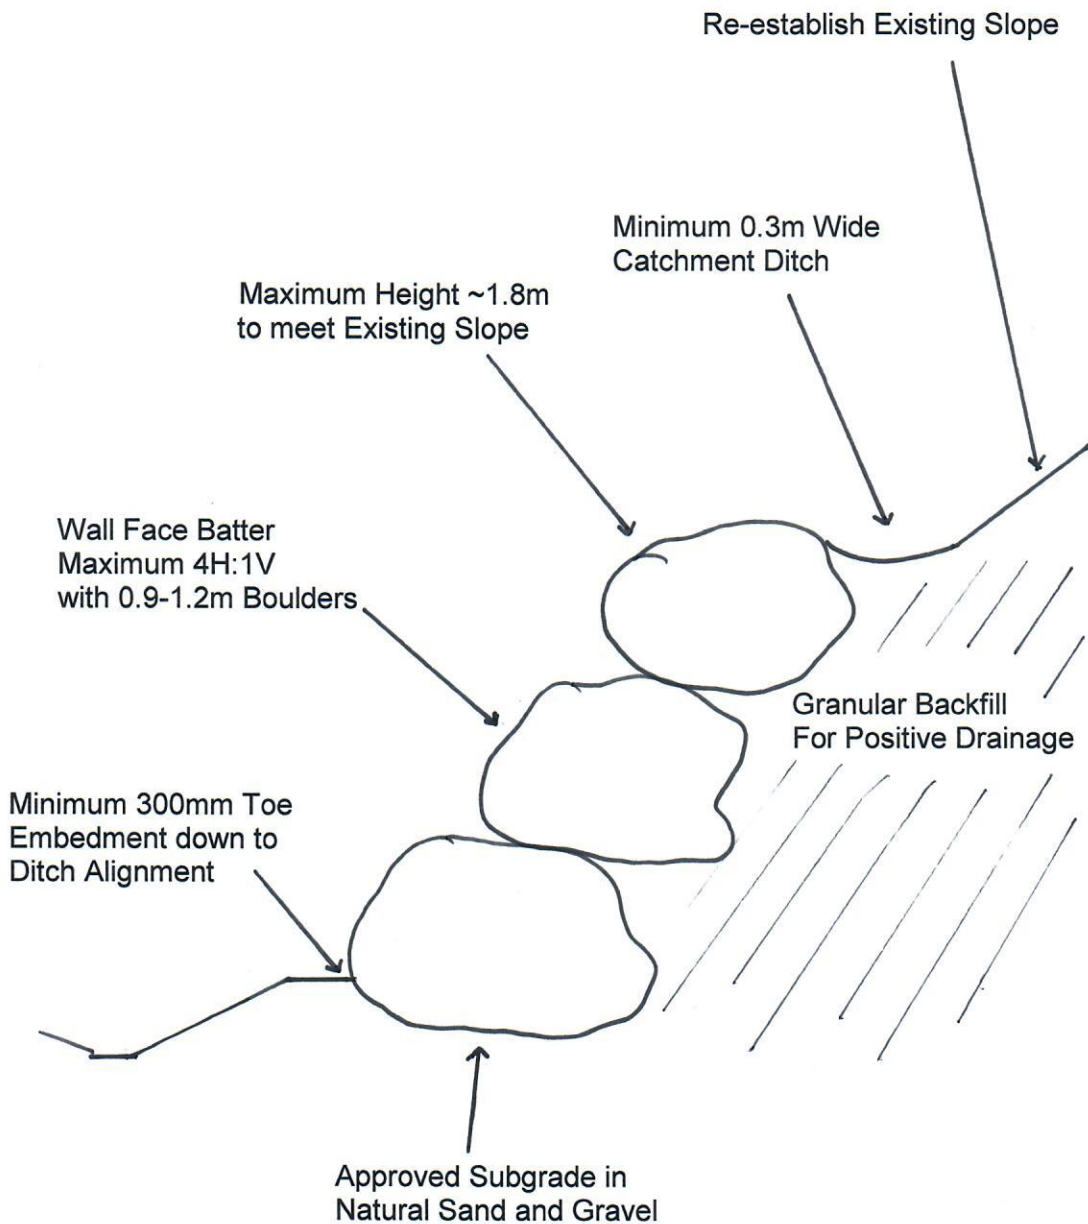 Re-establish Existing Slope
Minimum 0.3m Wide
Catchment Ditch
Maximum Height ~1.8m
to meet Existing Slope
Wall Face Batter
Maximum 4H:1V
with 0.9-1.2m Boulders
Granular Backfill
For Positive Drainage
Minimum 300mm Toe
Embedment down to
Ditch Alignment
Approved Subgrade in
Natural Sand and Gravel